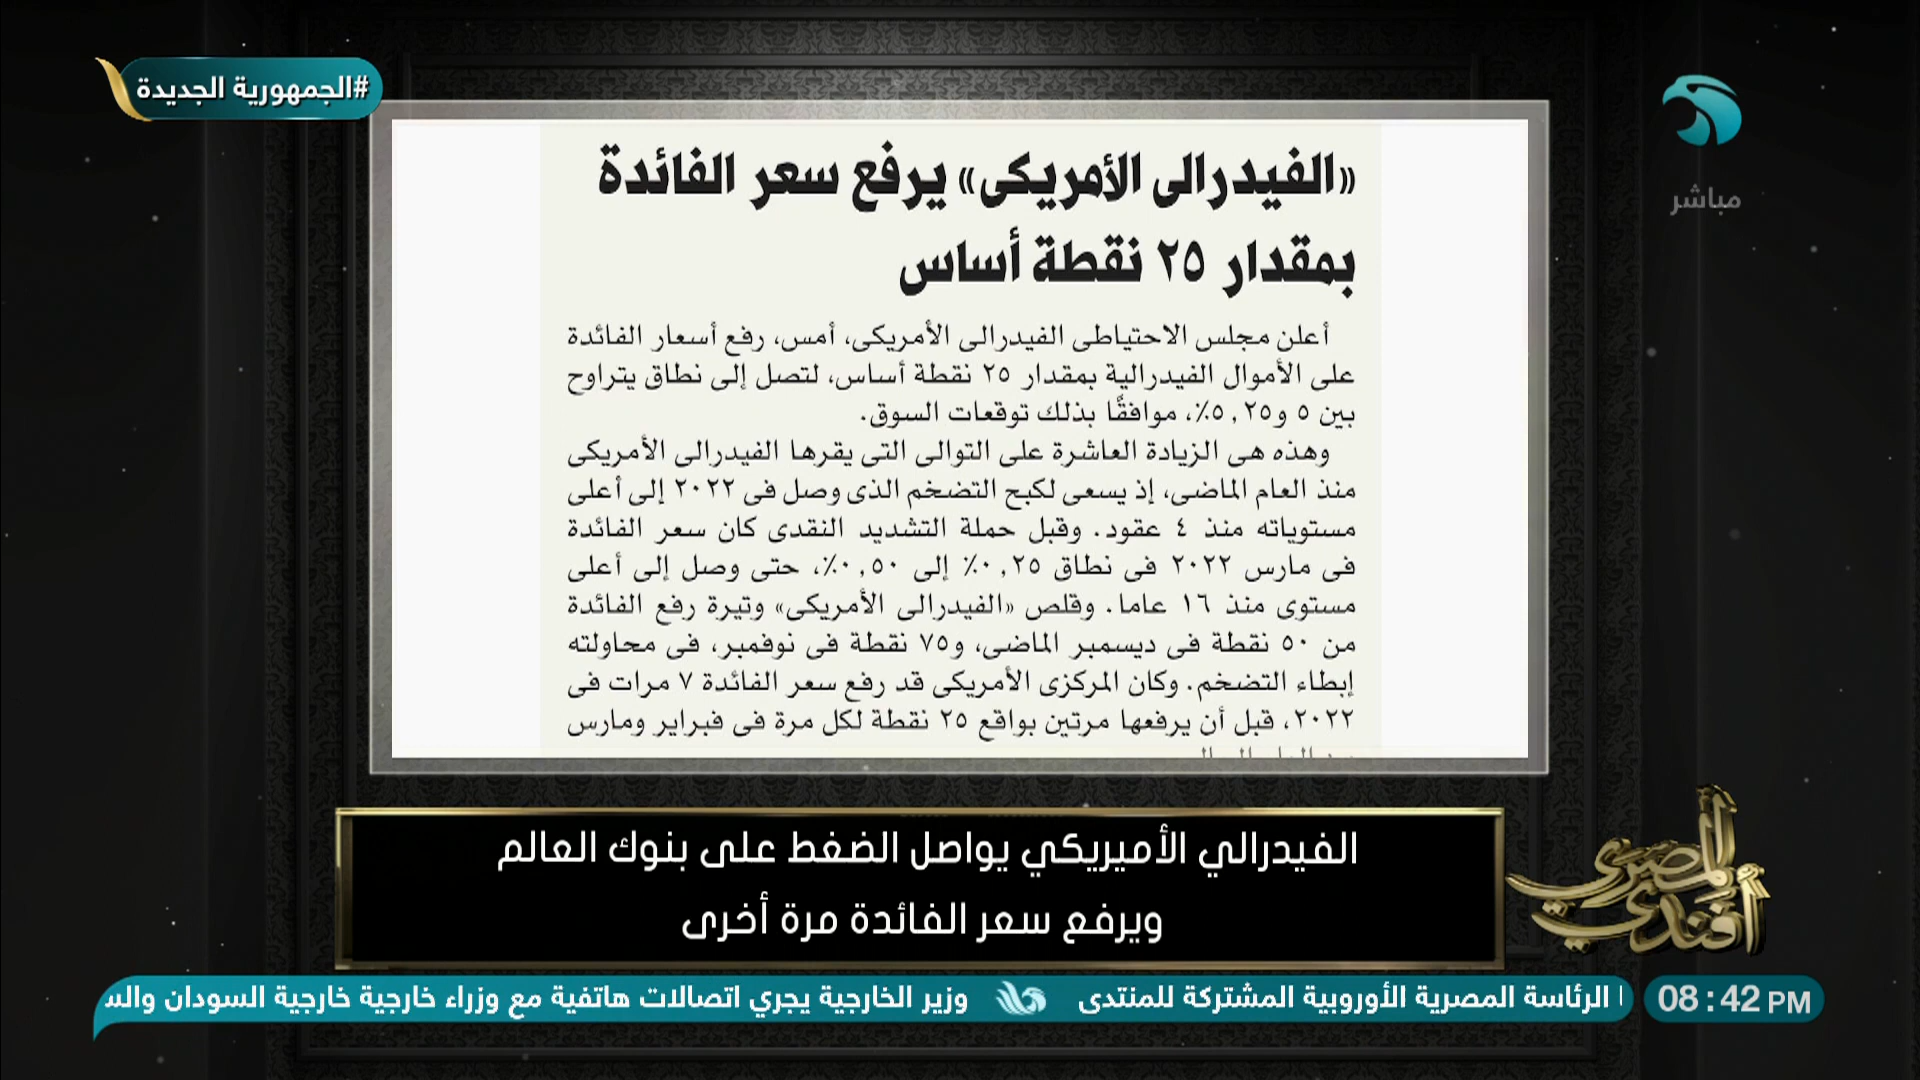 #الجمهورية الجديدة
مباشر
«الفيدرالى الأمريكى» يرفع سعر الفائدة
بمقدار ٢٥ نقطة أساس
أعلن مجلس الاحتياطى الفيدرالى الأمريكى، أمس، رفع أسعار الفائدة
على الأموال الفيدرالية بمقدار ٢٥ نقطة أساس، لتصل إلى نطاق يتراوح
بين ٥ و٥,٢٥٪، موافقًا بذلك توقعات السوق.
وهذه هى الزيادة العاشرة على التوالى التى يقرها الفيدرالى الأمريكى
منذ العام الماضى، إذ يسعى لكبح التضخم الذى وصل فى ٢٠٢٢ إلى أعلى
مستوياته منذ ٤ عقود. وقبل حملة التشديد النقدى كان سعر الفائدة
فى مارس ٢٠٢٢ فى نطاق ٠,٢٥٪ إلى ٠,٥٠٪، حتى وصل إلى أعلى
مستوى منذ ١٦ عاما. وقلص «الفيدرالى الأمريكى» وتيرة رفع الفائدة
من ٥٠ نقطة فى ديسمبر الماضى، و٧٥ نقطة فى نوفمبر، فى محاولته
إبطاء التضخم. وكان المركزى الأمريكى قد رفع سعر الفائدة ٧ مرات فى
٢٠٢٢، قبل أن يرفعها مرتين بواقع ٢٥ نقطة لكل مرة فى فبراير ومارس
الفيدرالي الأميريكي يواصل الضغط على بنوك العالم
ويرفع سعر الفائدة مرة أخرى
المصري
أفندي
الرئاسة المصرية الأوروبية المشتركة للمنتدى وزير الخارجية يجري اتصالات هاتفية مع وزراء خارجية خارجية السودان والس
08:42 PM